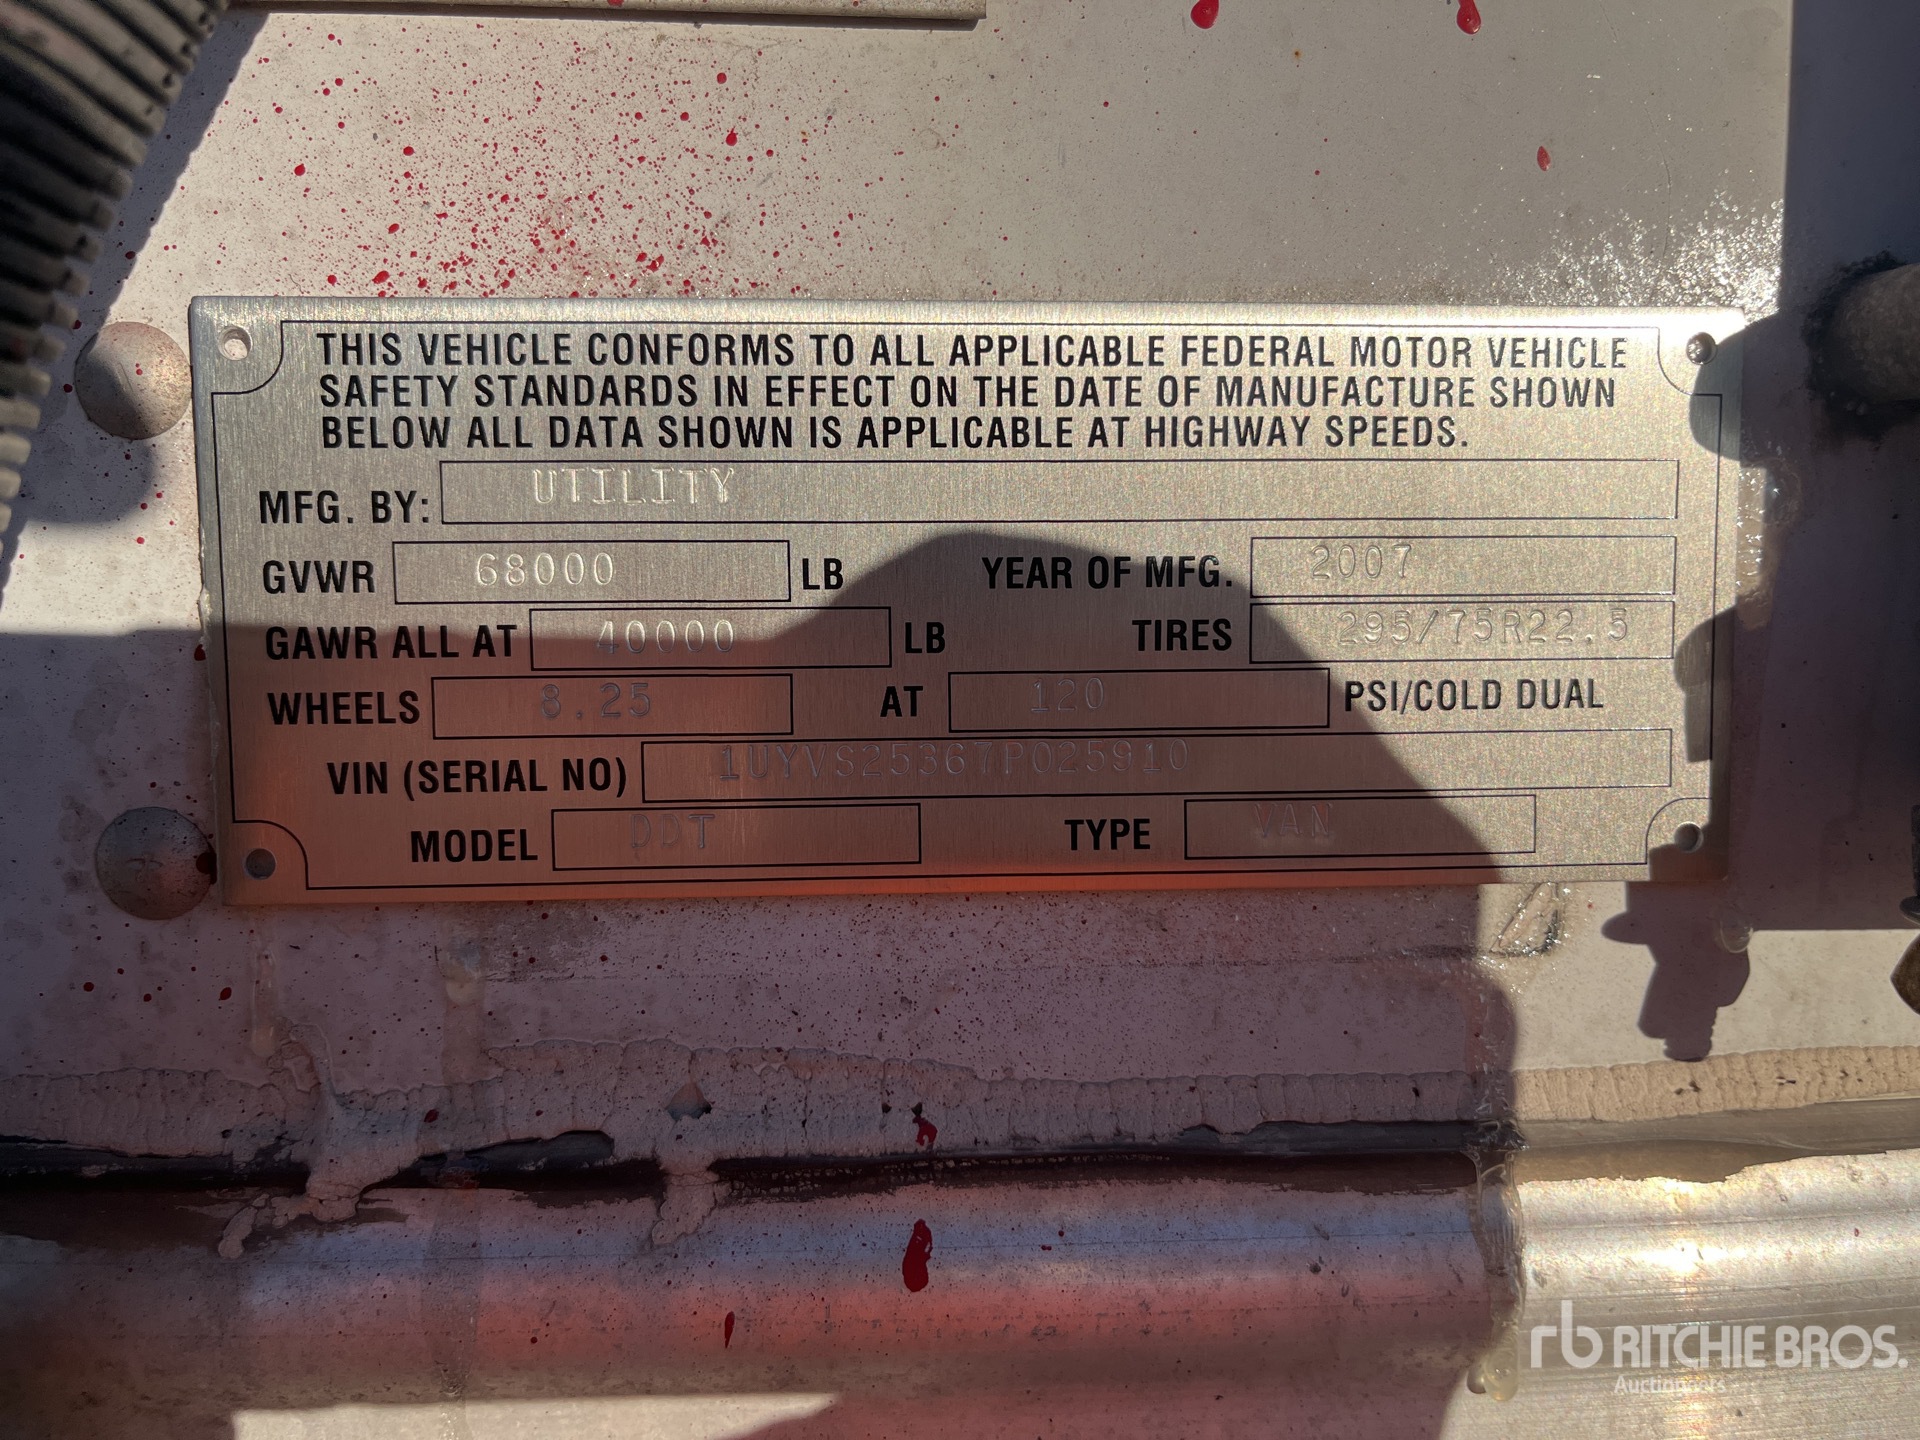 THIS VEHICLE CONFORMS TO ALL APPLICABLE FEDERAL MOTOR VEHICLE
SAFETY STANDARDS IN EFFECT ON THE DATE OF MANUFACTURE SHOWN
BELOW ALL DATA SHOWN IS APPLICABLE AT HIGHWAY SPEEDS.
MFG. BY: UTILITY
GVWR 68000 LB YEAR OF MFG. 2007
GAWR ALL AT 40000 LB TIRES 295/75R22.5
WHEELS 8.25 AT 120 PSI/COLD DUAL
VIN (SERIAL NO) 1UYVS25367P025910
MODEL DDT TYPE VAN
rb RITCHIE BROS.
Auctioneers